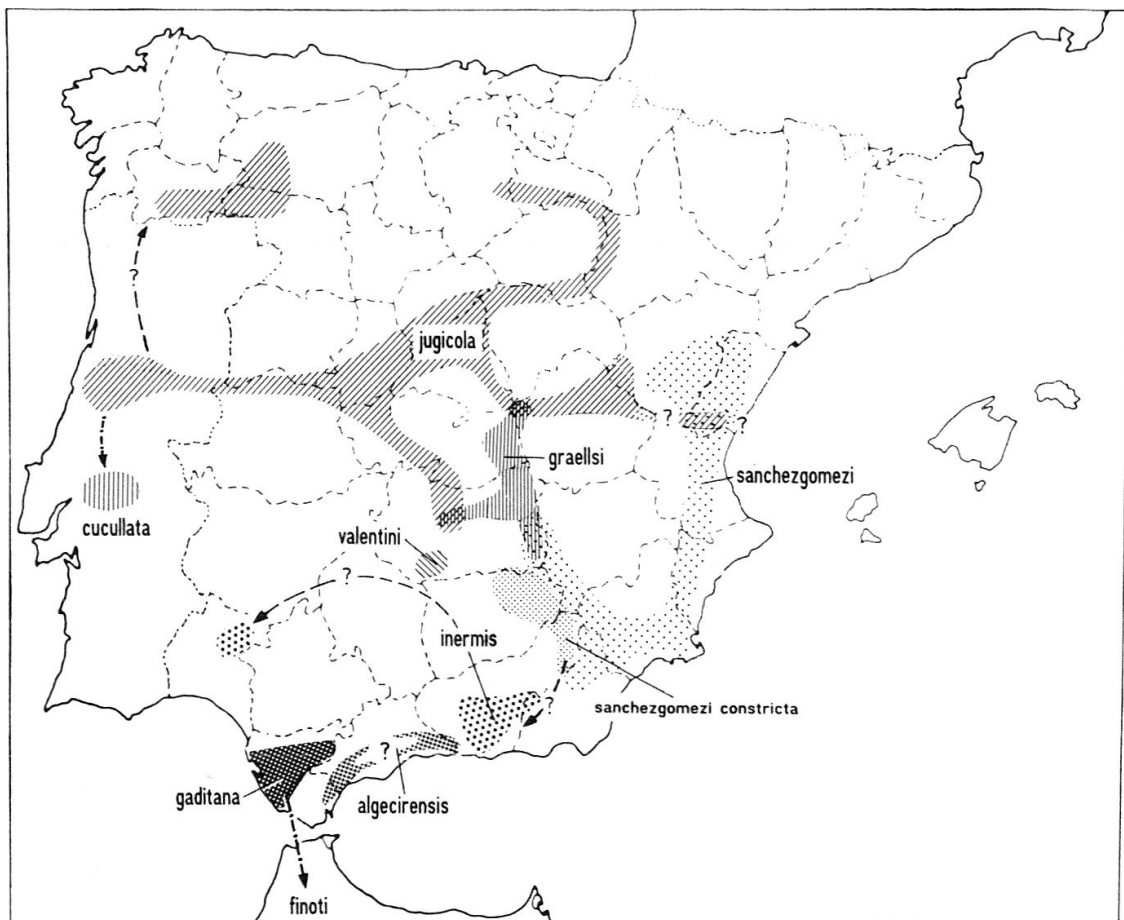 ?
jugicola
?
?
graellsi
sanchezgomezi
cucullata
valentini
?
inermis
sanchezgomezi constricta
?
?
gaditana
algecirensis
finoti